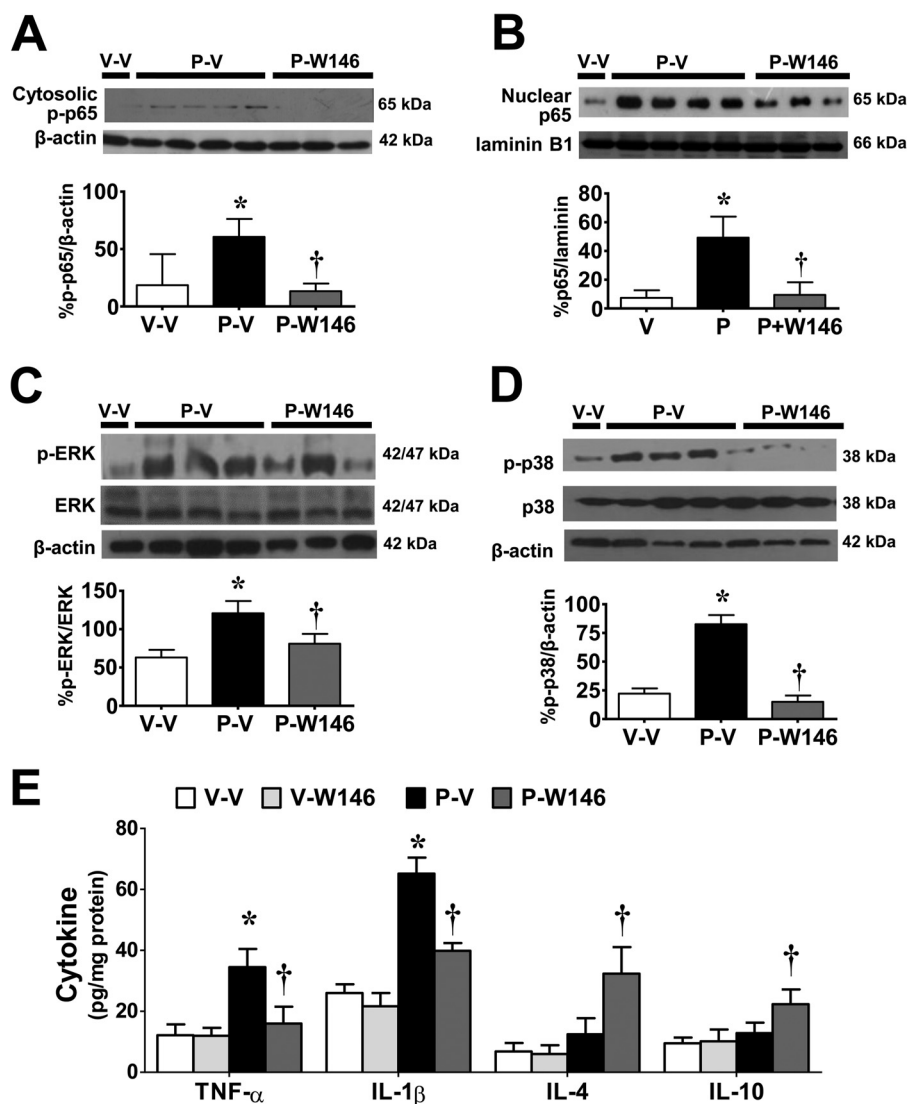 A
V-V P-V P-W146
Cytosolic
p-p65
65 kDa
β-actin
42 kDa
%p-p65/β-actin
100
50
0
*
†
V-V P-V P-W146
B
V-V P-V P-W146
Nuclear
p65
65 kDa
laminin B1
66 kDa
%p65/laminin
80
60
40
20
0
*
†
V P P+W146
C
V-V P-V P-W146
p-ERK
42/47 kDa
ERK
42/47 kDa
β-actin
42 kDa
%p-ERK/ERK
150
100
50
0
*
†
V-V P-V P-W146
D
V-V P-V P-W146
p-p38
38 kDa
p38
38 kDa
β-actin
42 kDa
%p-p38/β-actin
100
75
50
25
0
*
†
V-V P-V P-W146
E
V-V V-W146 P-V P-W146
Cytokine
(pg/mg protein)
80
60
40
20
0
* † * † † †
TNF-α IL-1β IL-4 IL-10